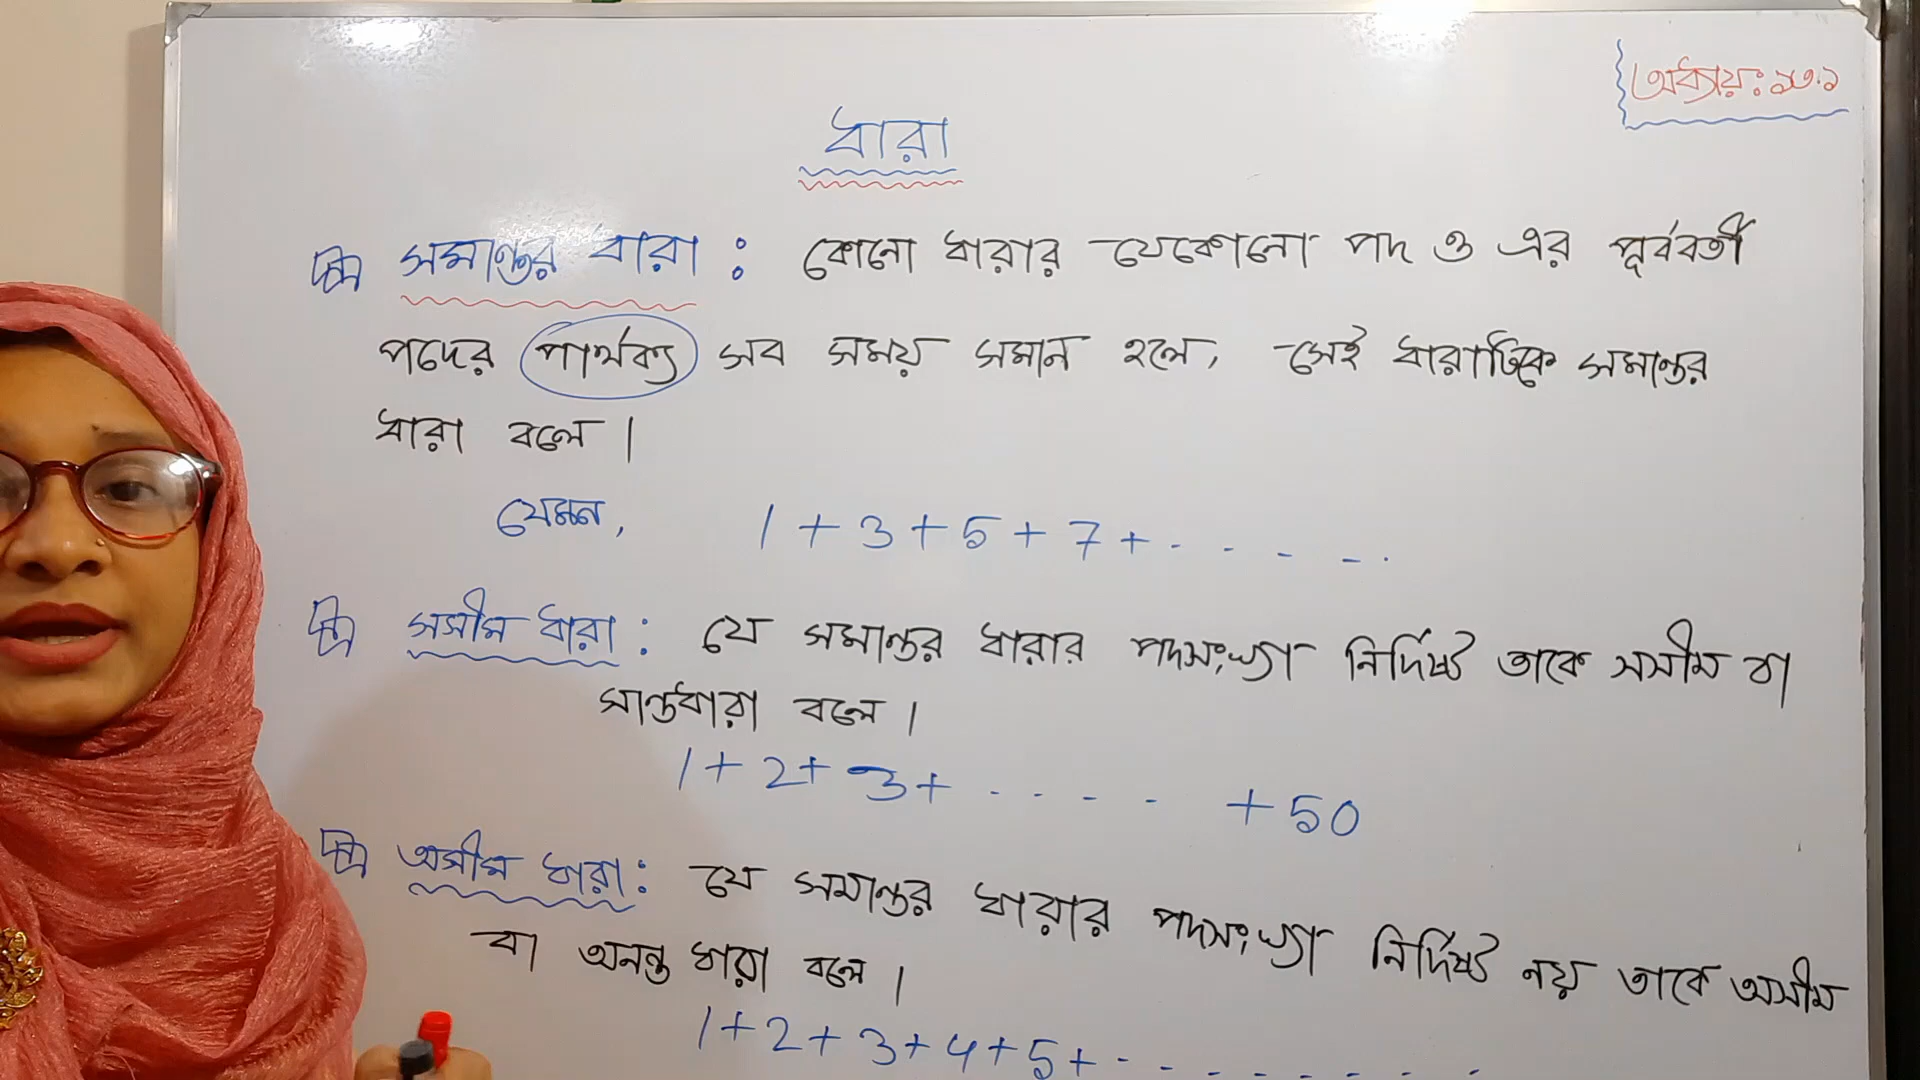 অধ্যায়: ১৩.১
ধারা
সমান্তর ধারা : কোনো ধারার যেকোনো পদ ও এর পূর্ববর্তী
পদের পার্থক্য সব সময় সমান হলে, সেই ধারাটিকে সমান্তর
ধারা বলে।
যেমন, 1 + 3 + 5 + 7 + - - - - .
সসীম ধারা : যে সমান্তর ধারার পদসংখ্যা নির্দিষ্ট তাকে সসীম বা
সান্তধারা বলে।
1 + 2 + 3 + . . . . . + 50
অসীম ধারা : যে সমান্তর ধারার পদসংখ্যা নির্দিষ্ট নয় তাকে অসীম
বা অনন্ত ধারা বলে।
1 + 2 + 3 + 4 + 5 + - - - - - - - -